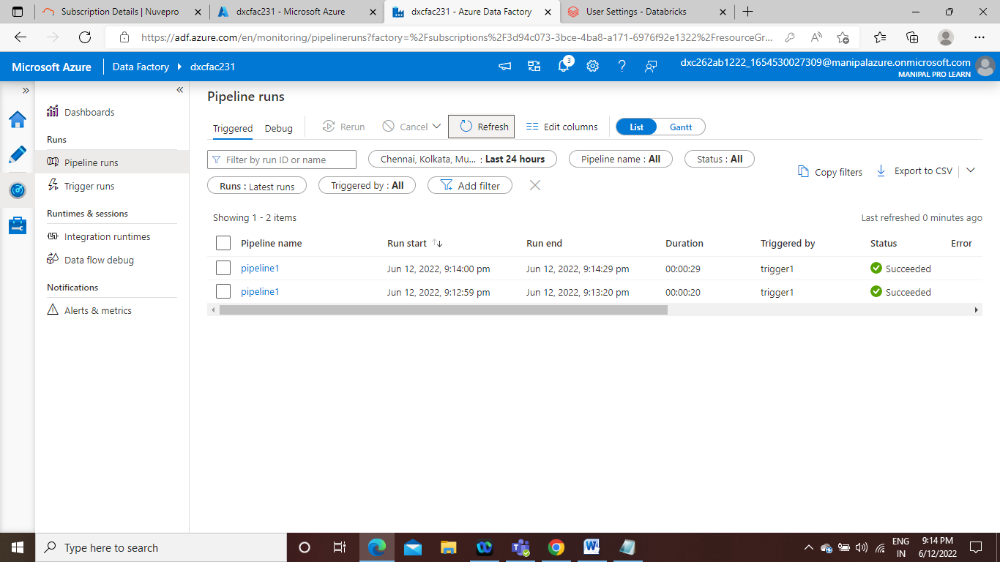 Subscription Details | Nuvepro
dxcfac231 - Microsoft Azure
dxcfac231 - Azure Data Factory
User Settings - Databricks
https://adf.azure.com/en/monitoring/pipelineruns?factory=%2Fsubscriptions%2F3d94c073-3bce-4ba8-a171-6976f92e1322%2FresourceGr...
Microsoft Azure
Data Factory
dxcfac231
3
dxc262ab1222_1654530027309@manipalazure.onmicrosoft.com
MANIPAL PRO LEARN
Dashboards
Runs
Pipeline runs
Trigger runs
Runtimes & sessions
Integration runtimes
Data flow debug
Notifications
Alerts & metrics
Pipeline runs
Triggered Debug Rerun Cancel Refresh Edit columns List Gantt
Filter by run ID or name Chennai, Kolkata, Mu... : Last 24 hours Pipeline name : All Status : All
Copy filters Export to CSV
Runs : Latest runs Triggered by : All Add filter
Showing 1 - 2 items Last refreshed 0 minutes ago
Pipeline name Run start Run end Duration Triggered by Status Error
pipeline1 Jun 12, 2022, 9:14:00 pm Jun 12, 2022, 9:14:29 pm 00:00:29 trigger1 Succeeded
pipeline1 Jun 12, 2022, 9:12:59 pm Jun 12, 2022, 9:13:20 pm 00:00:20 trigger1 Succeeded
Type here to search
ENG
IN
9:14 PM
6/12/2022